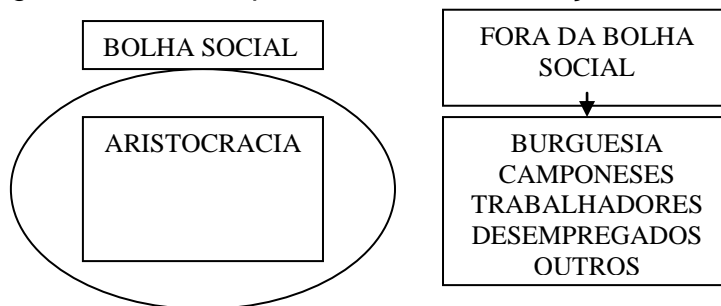 BOLHA SOCIAL
ARISTOCRACIA
FORA DA BOLHA
SOCIAL
BURGUESIA
CAMPONESES
TRABALHADORES
DESEMPREGADOS
OUTROS